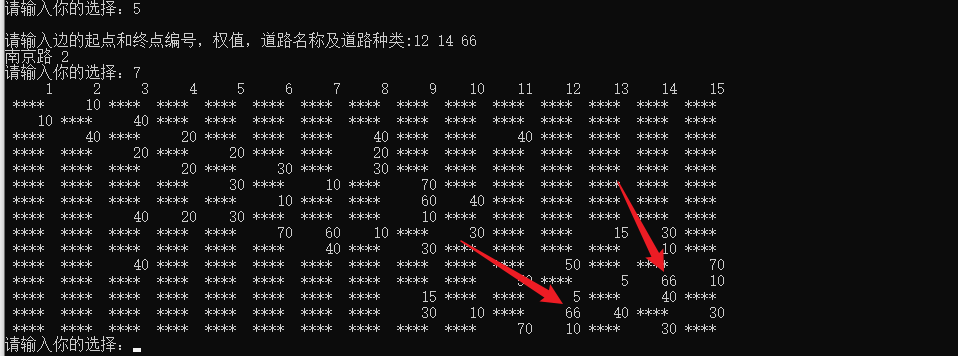 请输入你的选择: 5
请输入边的起点和终点编号，权值，道路名称及道路种类:12 14 66
南京路 2
请输入你的选择: 7
1 2 3 4 5 6 7 8 9 10 11 12 13 14 15
**** 10 **** **** **** **** **** **** **** **** **** **** **** **** ****
10 **** 40 **** **** **** **** **** **** **** **** **** **** **** ****
**** 40 **** 20 **** **** **** 40 **** **** 40 **** **** **** ****
**** **** 20 **** 20 **** **** 20 **** **** **** **** **** **** ****
**** **** **** 20 **** 30 **** 30 **** **** **** **** **** **** ****
**** **** **** **** 30 **** 10 **** 70 **** **** **** **** **** ****
**** **** **** **** **** 10 **** **** 60 40 **** **** **** **** ****
**** **** 40 20 30 **** **** **** 10 **** **** **** **** **** ****
**** **** **** **** **** 70 60 10 **** 30 **** **** 15 30 ****
**** **** **** **** **** **** 40 **** 30 **** **** **** **** 10 ****
**** **** 40 **** **** **** **** **** **** **** **** 50 **** **** 70
**** **** **** **** **** **** **** **** **** **** **** 5 66 10
**** **** **** **** **** **** **** **** 15 **** **** 5 **** 40 ****
**** **** **** **** **** **** **** **** 30 10 **** 66 40 **** 30
**** **** **** **** **** **** **** **** **** **** 70 10 **** 30 ****
请输入你的选择: